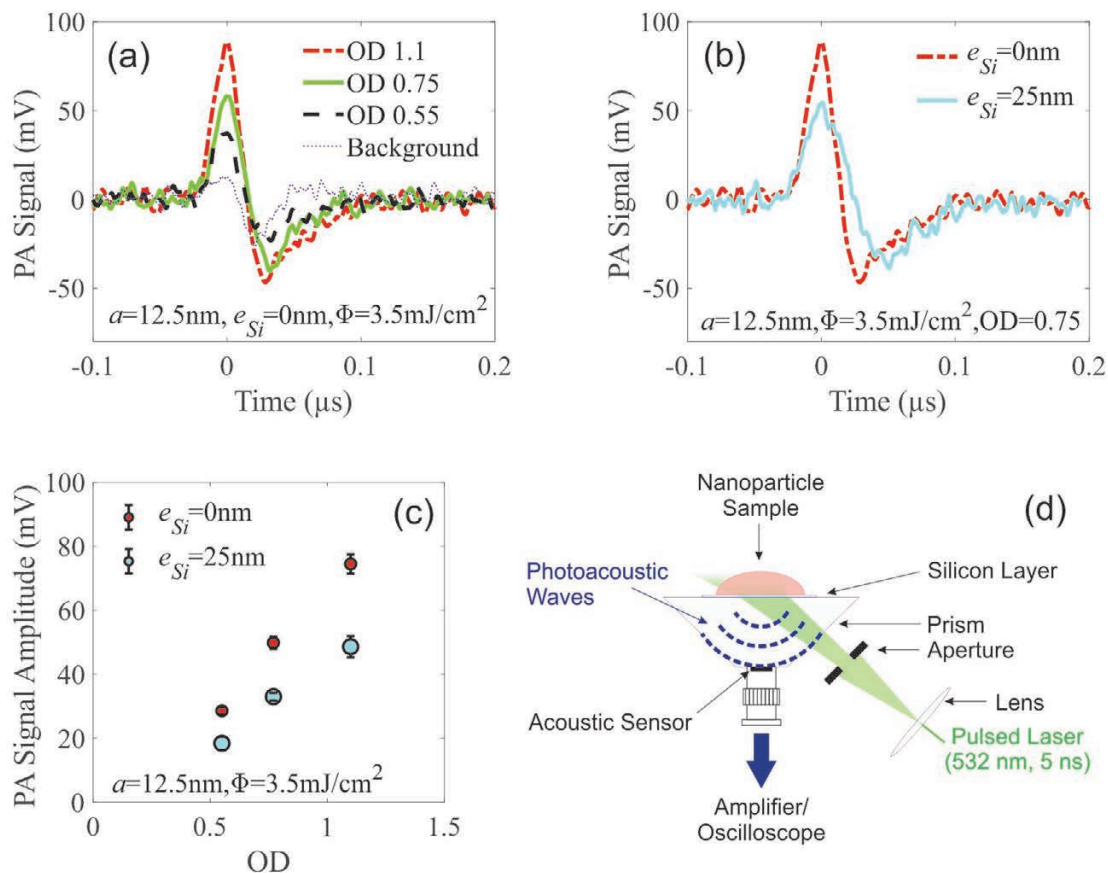 (a)
OD 1.1
OD 0.75
OD 0.55
Background
PA Signal (mV)
100
50
0
-50
a=12.5nm, eSi=0nm,Φ=3.5mJ/cm²
-0.1
0
0.1
0.2
Time (µs)
(b)
eSi=0nm
eSi=25nm
PA Signal (mV)
100
50
0
-50
a=12.5nm,Φ=3.5mJ/cm²,OD=0.75
-0.1
0
0.1
0.2
Time (µs)
(c)
eSi=0nm
eSi=25nm
PA Signal Amplitude (mV)
100
80
60
40
20
0
a=12.5nm,Φ=3.5mJ/cm²
0
0.5
1
1.5
OD
(d)
Nanoparticle
Sample
Photoacoustic
Waves
Silicon Layer
Prism
Aperture
Lens
Acoustic Sensor
Pulsed Laser
(532 nm, 5 ns)
Amplifier/
Oscilloscope